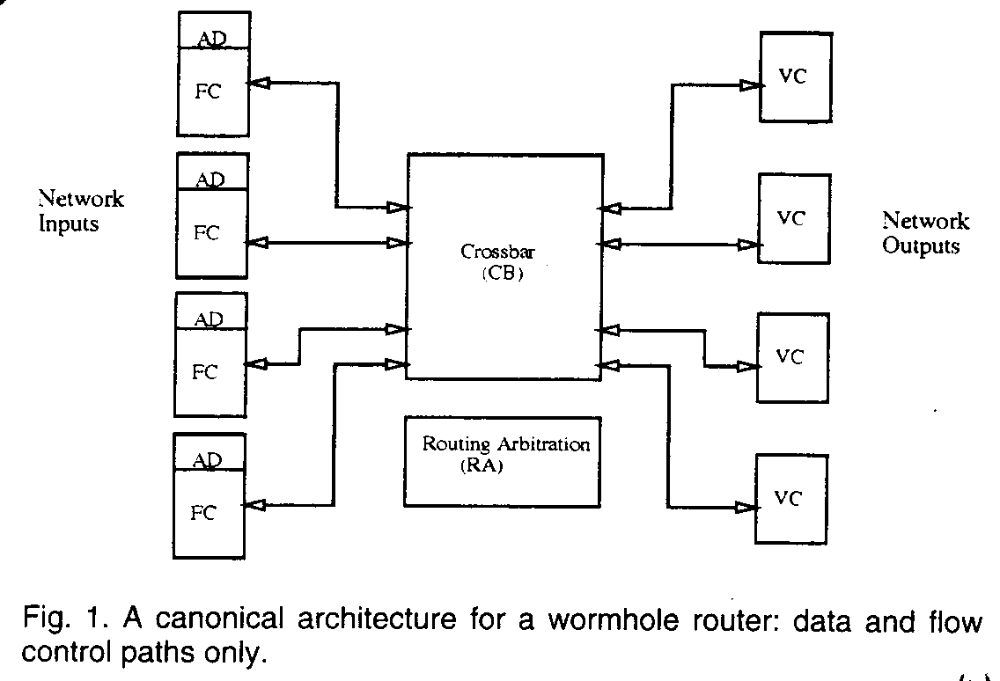 AD
FC
AD
FC
AD
FC
AD
FC
Network
Inputs
Crossbar
(CB)
Routing Arbitration
(RA)
VC
VC
VC
VC
Network
Outputs
Fig. 1. A canonical architecture for a wormhole router: data and flow
control paths only.